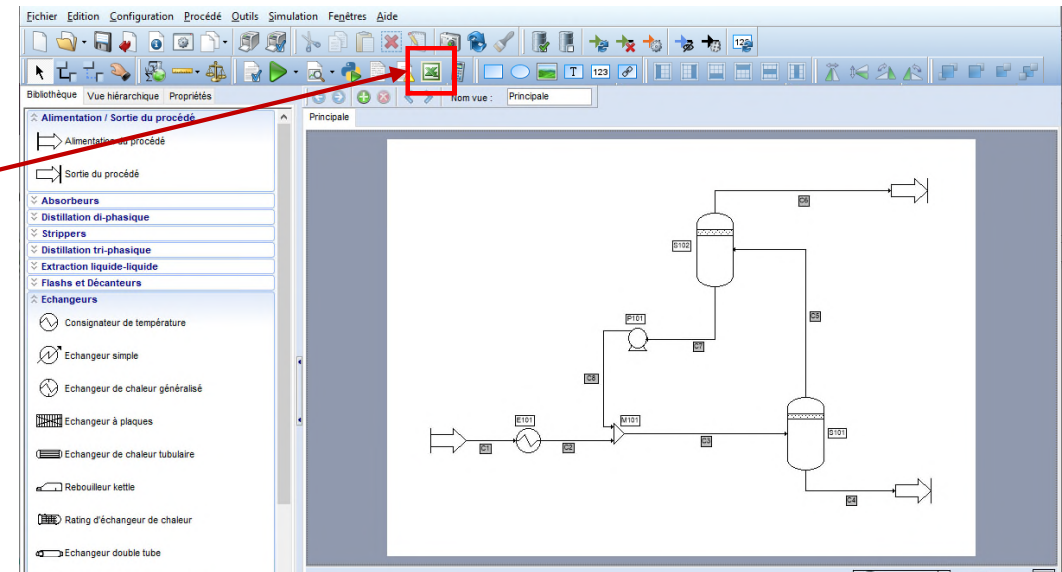 Fichier Edition Configuration Procédé Outils Simulation Fenêtres Aide
T 123
Bibliothèque Vue hiérarchique Propriétés
Nom vue : Principale
Principale
Alimentation / Sortie du procédé
Alimentation du procédé
Sortie du procédé
Absorbeurs
Distillation di-phasique
Strippers
Distillation tri-phasique
Extraction liquide-liquide
Flashs et Décanteurs
Echangeurs
Consignateur de température
Echangeur simple
Echangeur de chaleur généralisé
Echangeur à plaques
Echangeur de chaleur tubulaire
Rebouilleur kettle
Rating d'échangeur de chaleur
Echangeur double tube
S102
C5
P101
C7
E101
M101
S101
C1
C2
C3
C4